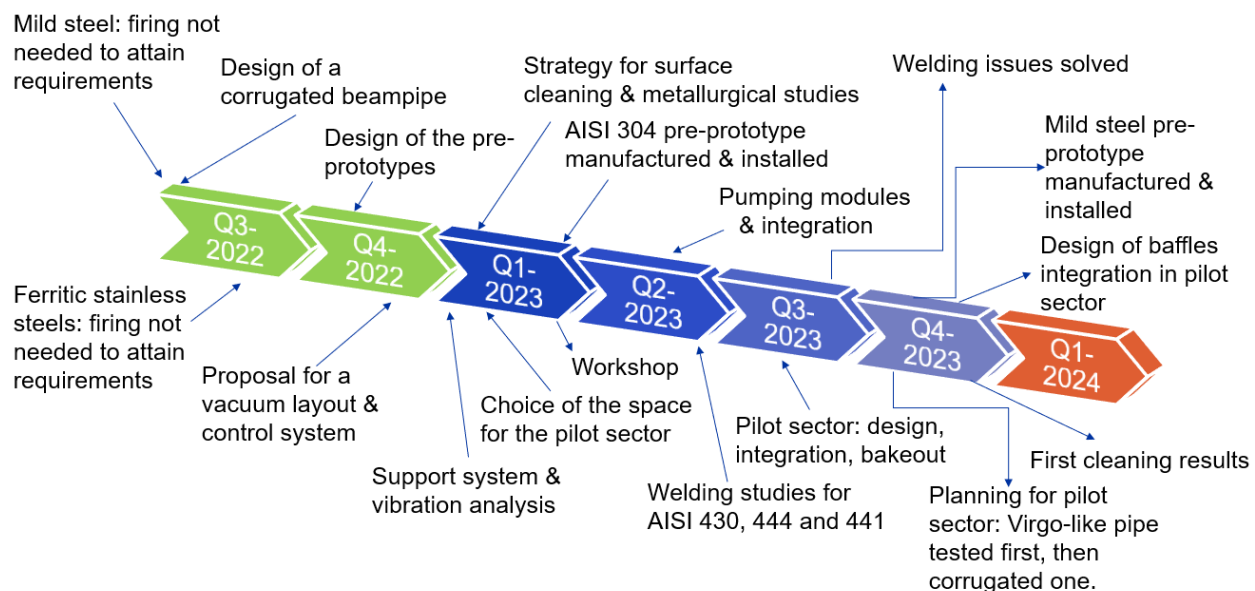 Mild steel: firing not
needed to attain
requirements
Design of a
corrugated beampipe
Design of the pre-
prototypes
Strategy for surface
cleaning & metallurgical studies
AISI 304 pre-prototype
manufactured & installed
Pumping modules
& integration
Welding issues solved
Mild steel pre-
prototype
manufactured &
installed
Design of baffles
integration in pilot
sector
Q3-
2022
Q4-
2022
Q1-
2023
Q2-
2023
Q3-
2023
Q4-
2023
Q1-
2024
Ferritic stainless
steels: firing not
needed to attain
requirements
Proposal for a
vacuum layout &
control system
Support system &
vibration analysis
Choice of the space
for the pilot sector
Workshop
Welding studies for
AISI 430, 444 and 441
Pilot sector: design,
integration, bakeout
First cleaning results
Planning for pilot
sector: Virgo-like pipe
tested first, then
corrugated one.